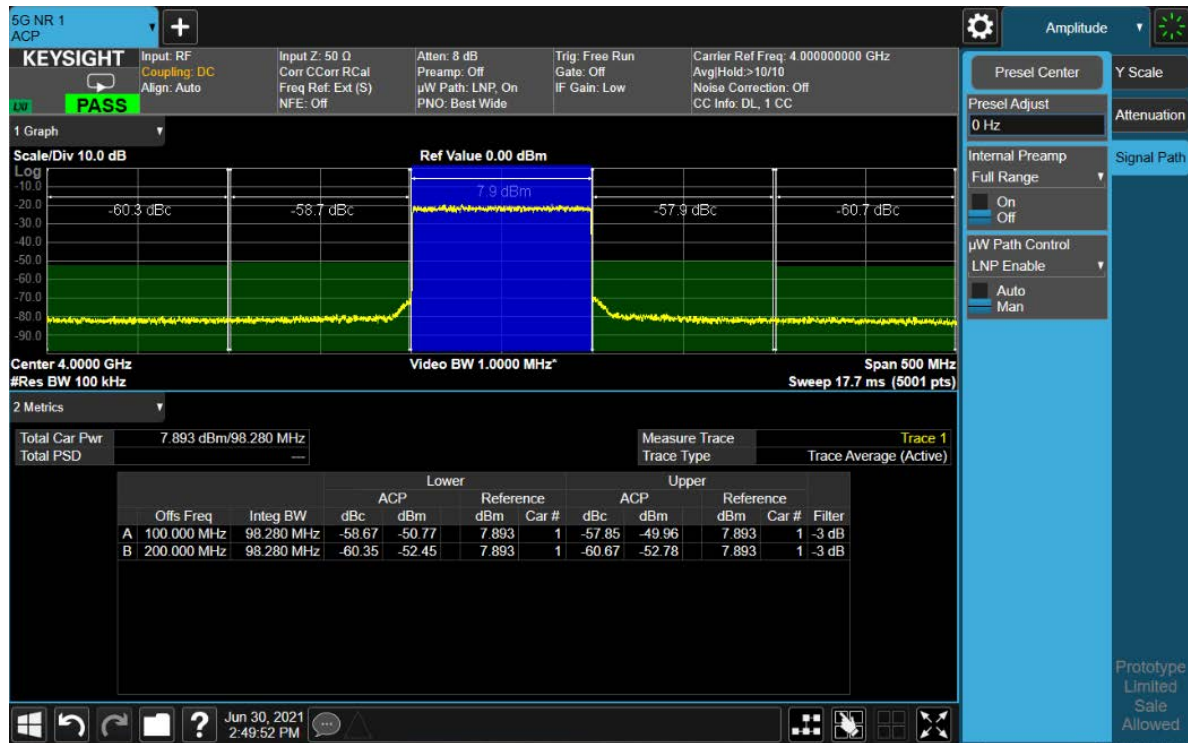 5G NR 1
ACP
Amplitude
KEYSIGHT
LXI
PASS
Input: RF
Coupling: DC
Align: Auto
Input Z: 50 Ω
Corr CCorr RCal
Freq Ref: Ext (S)
NFE: Off
Atten: 8 dB
Preamp: Off
µW Path: LNP, On
PNO: Best Wide
Trig: Free Run
Gate: Off
IF Gain: Low
Carrier Ref Freq: 4.000000000 GHz
Avg|Hold:>10/10
Noise Correction: Off
CC Info: DL, 1 CC
1 Graph
Scale/Div 10.0 dB
Ref Value 0.00 dBm
Log
-10.0
-20.0
-30.0
-40.0
-50.0
-60.0
-70.0
-80.0
-90.0
-60.3 dBc
-58.7 dBc
7.9 dBm
-57.9 dBc
-60.7 dBc
Center 4.0000 GHz
Video BW 1.0000 MHz*
Span 500 MHz
#Res BW 100 kHz
Sweep 17.7 ms (5001 pts)
2 Metrics
Total Car Pwr 7.893 dBm/98.280 MHz
Total PSD ---
Measure Trace Trace 1
Trace Type Trace Average (Active)
Lower Upper
ACP Reference ACP Reference
Offs Freq Integ BW dBc dBm dBm Car # dBc dBm dBm Car # Filter
A 100.000 MHz 98.280 MHz -58.67 -50.77 7.893 1 -57.85 -49.96 7.893 1 -3 dB
B 200.000 MHz 98.280 MHz -60.35 -52.45 7.893 1 -60.67 -52.78 7.893 1 -3 dB
Presel Center
Presel Adjust
0 Hz
Internal Preamp
Full Range
On
Off
µW Path Control
LNP Enable
Auto
Man
Y Scale
Attenuation
Signal Path
Prototype
Limited
Sale
Allowed
?
Jun 30, 2021
2:49:52 PM